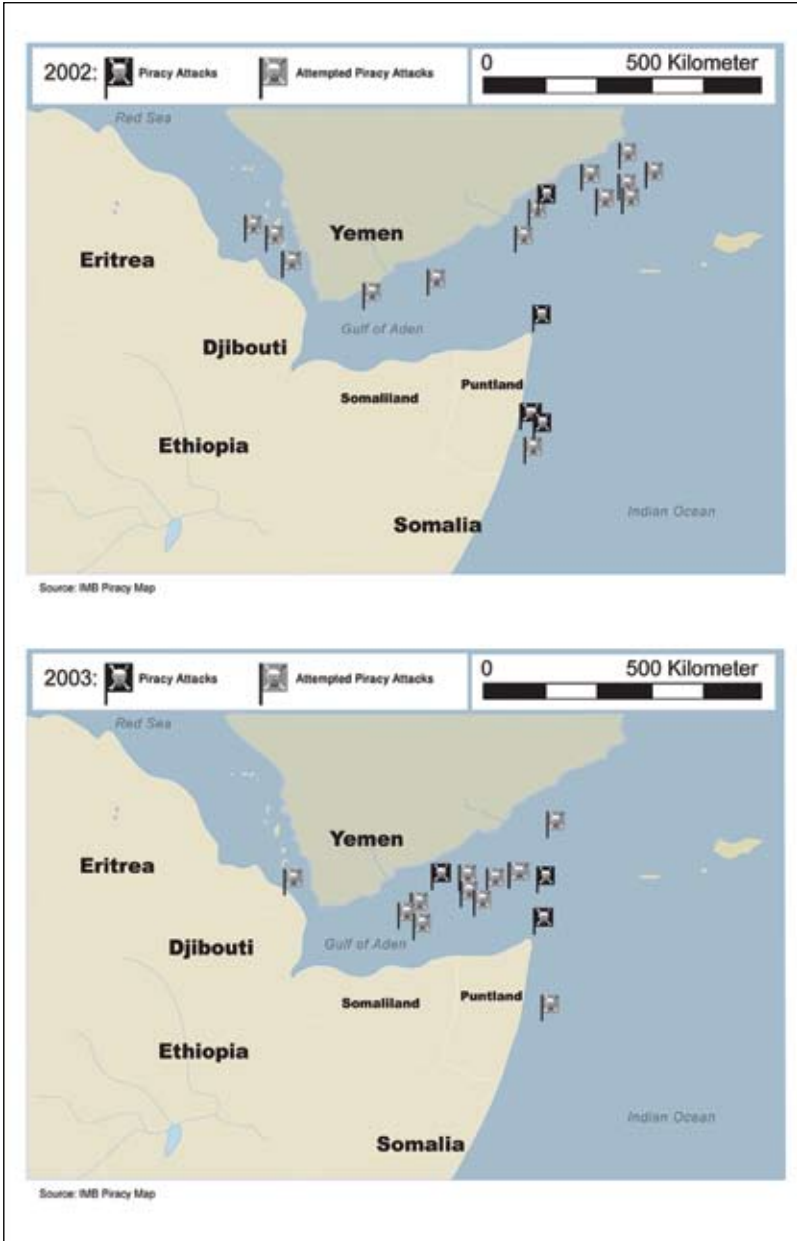 2002: Piracy Attacks Attempted Piracy Attacks 0 500 Kilometer
Red Sea
Yemen
Eritrea
Gulf of Aden
Djibouti
Puntland
Somaliland
Ethiopia
Indian Ocean
Somalia
Source: IMB Piracy Map
2003: Piracy Attacks Attempted Piracy Attacks 0 500 Kilometer
Red Sea
Yemen
Eritrea
Djibouti
Gulf of Aden
Puntland
Somaliland
Ethiopia
Indian Ocean
Somalia
Source: IMB Piracy Map